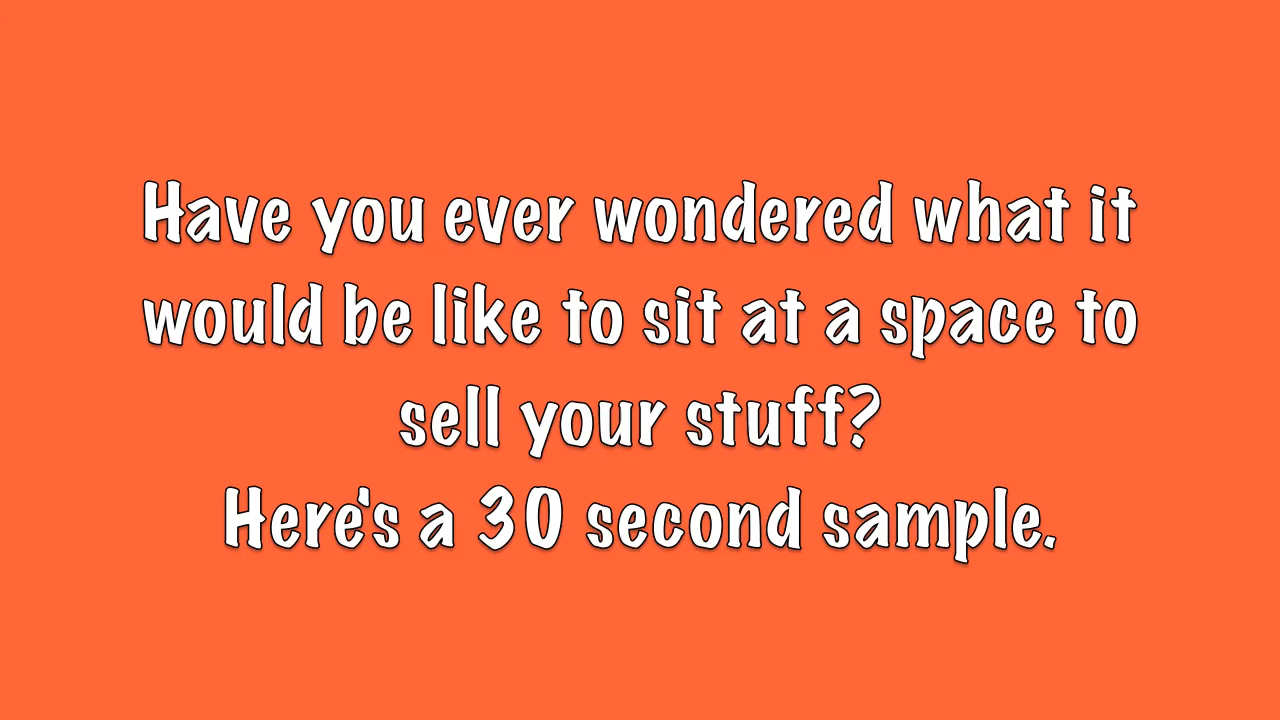 Have you ever wondered what it
would be like to sit at a space to
sell your stuff?
Here's a 30 second sample.